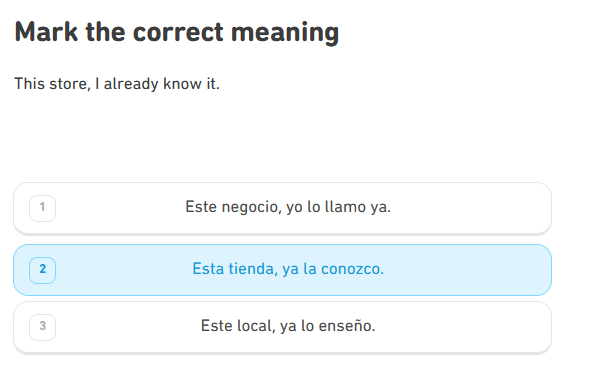 Mark the correct meaning
This store, I already know it.
1
Este negocio, yo lo llamo ya.
2
Esta tienda, ya la conozco.
3
Este local, ya lo enseño.